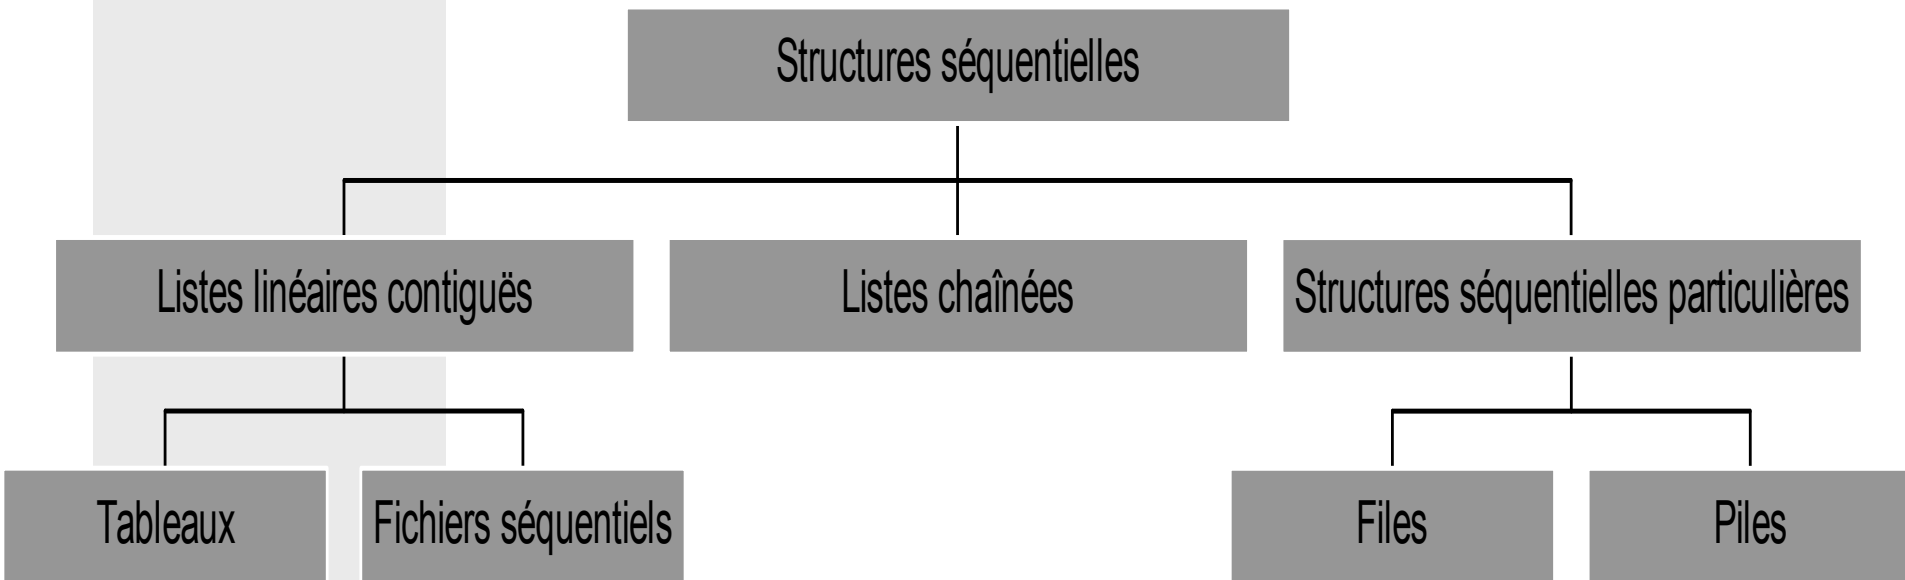 Structures séquentielles
Listes linéaires contiguës
Listes chaînées
Structures séquentielles particulières
Tableaux
Fichiers séquentiels
Files
Piles